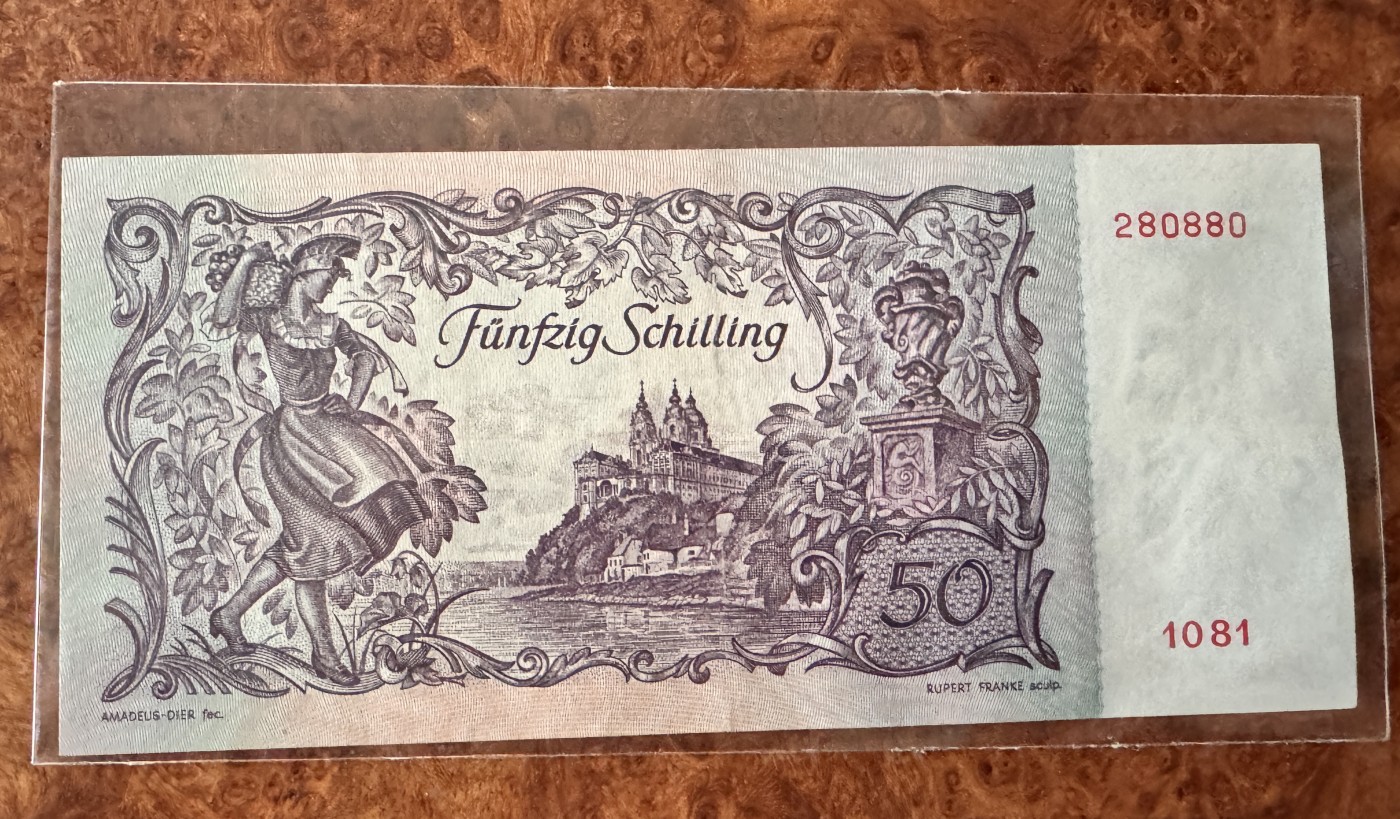 280880
Fünfzig Schilling
50
1081
AMADEUS-DIER fec.
RUPERT FRANKE sculp.